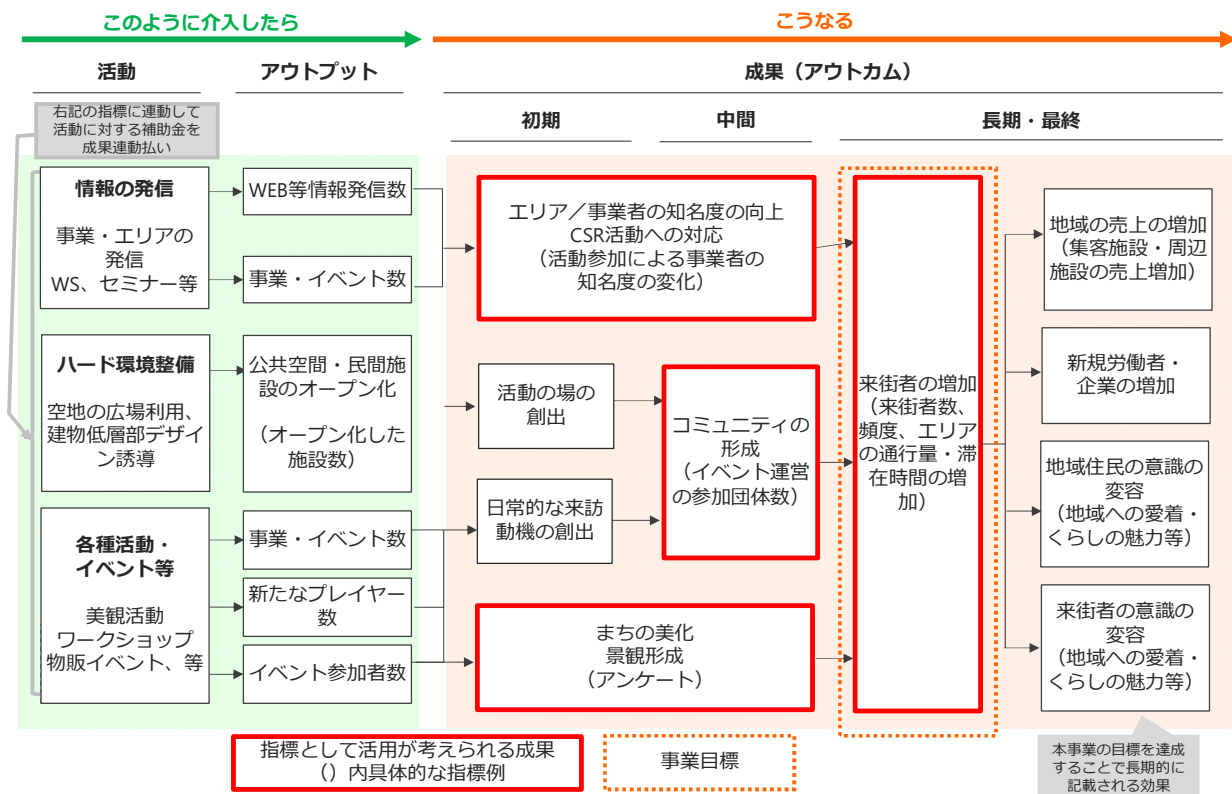 このように介入したら
こうなる
活動
アウトプット
成果（アウトカム）
初期
中間
長期・最終
右記の指標に連動して
活動に対する補助金を
成果連動払い
情報の発信
事業・エリアの
発信
WS、セミナー等
WEB等情報発信数
事業・イベント数
ハード環境整備
空地の広場利用、
建物低層部デザイ
ン誘導
公共空間・民間施
設のオープン化
（オープン化した
施設数）
各種活動・
イベント等
美観活動
ワークショップ
物販イベント、等
事業・イベント数
新たなプレイヤー
数
イベント参加者数
エリア／事業者の知名度の向上
CSR活動への対応
（活動参加による事業者の
知名度の変化）
活動の場の
創出
日常的な来訪
動機の創出
コミュニティの
形成
（イベント運営
の参加団体数）
まちの美化
景観形成
（アンケート）
来街者の増加
（来街者数、
頻度、エリア
の通行量・滞
在時間の増
加）
地域の売上の増加
（集客施設・周辺
施設の売上増加）
新規労働者・
企業の増加
地域住民の意識の
変容
（地域への愛着・
くらしの魅力等）
来街者の意識の
変容
（地域への愛着・
くらしの魅力等）
指標として活用が考えられる成果
（）内具体的な指標例
事業目標
本事業の目標を達成
することで長期的に
記載される効果